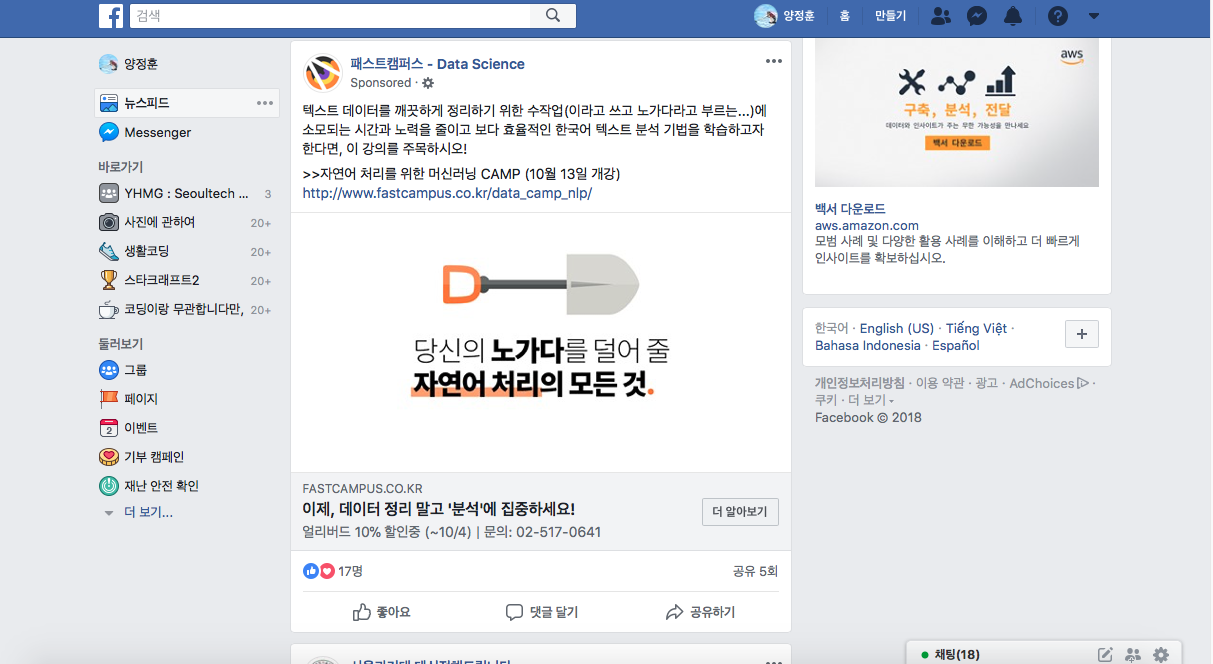 검색
양정훈
홈
만들기
양정훈
뉴스피드
Messenger
바로가기
YHMG : Seoultech ... 3
사진에 관하여 20+
생활코딩 20+
스타크래프트2 20+
코딩이랑 무관합니다만, 20+
둘러보기
그룹
페이지
2
이벤트
기부 캠페인
재난 안전 확인
더 보기...
패스트캠퍼스 - Data Science
Sponsored ·
텍스트 데이터를 깨끗하게 정리하기 위한 수작업(이라고 쓰고 노가다라고 부르는...)에
소모되는 시간과 노력을 줄이고 보다 효율적인 한국어 텍스트 분석 기법을 학습하고자
한다면, 이 강의를 주목하시오!
>>자연어 처리를 위한 머신러닝 CAMP (10월 13일 개강)
http://www.fastcampus.co.kr/data_camp_nlp/
당신의 노가다를 덜어 줄
자연어 처리의 모든 것.
FASTCAMPUS.CO.KR
이제, 데이터 정리 말고 '분석'에 집중하세요!
얼리버드 10% 할인중 (~10/4) | 문의: 02-517-0641
더 알아보기
17명
공유 5회
좋아요
댓글 달기
공유하기
aws
구축, 분석, 전달
데이터와 인사이트가 주는 무한 가능성을 만나세요
백서 다운로드
백서 다운로드
aws.amazon.com
모범 사례 및 다양한 활용 사례를 이해하고 더 빠르게
인사이트를 확보하십시오.
한국어 · English (US) · Tiếng Việt ·
Bahasa Indonesia · Español
개인정보처리방침 · 이용 약관 · 광고 · AdChoices ·
쿠키 · 더 보기
Facebook © 2018
채팅(18)